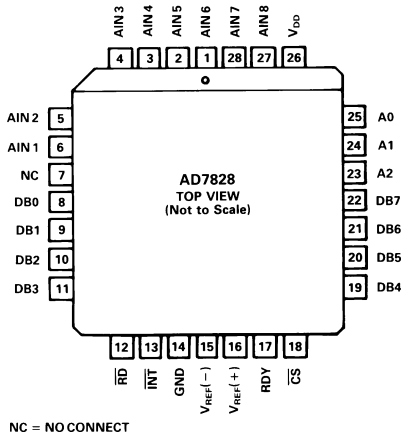 AIN 3 AIN 4 AIN 5 AIN 6 AIN 7 AIN 8 VDD
4 3 2 1 28 27 26
AIN 2 5
AIN 1 6
NC 7
DB0 8
DB1 9
DB2 10
DB3 11
AD7828
TOP VIEW
(Not to Scale)
25 A0
24 A1
23 A2
22 DB7
21 DB6
20 DB5
19 DB4
12 13 14 15 16 17 18
R̅D̅ I̅N̅T̅ GND VREF(−) VREF(+) RDY C̅S̅
NC = NO CONNECT